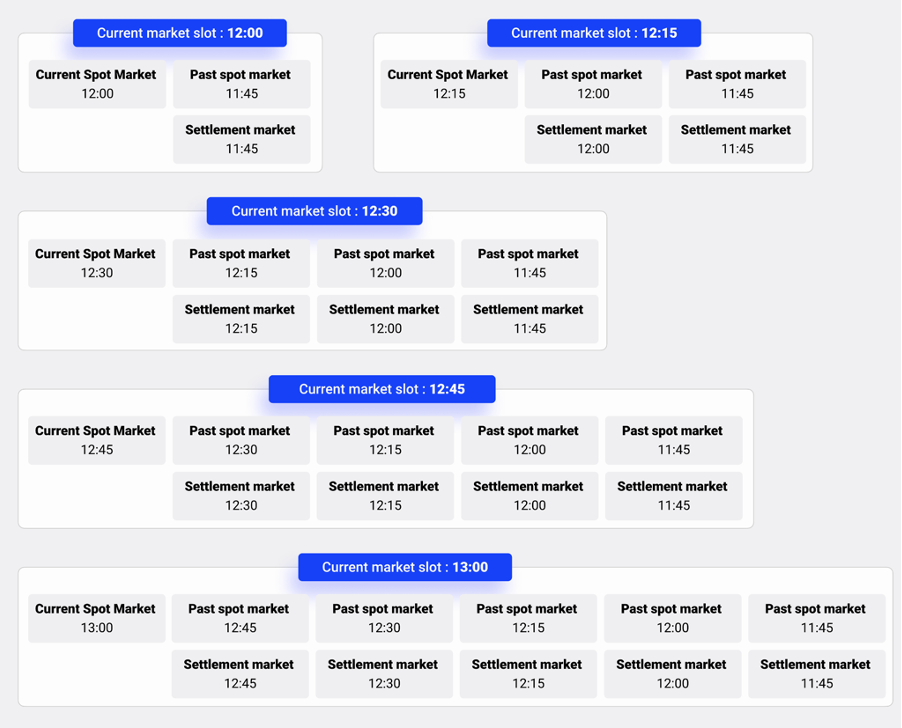 Current market slot : 12:00
Current Spot Market
12:00
Past spot market
11:45
Settlement market
11:45
Current market slot : 12:15
Current Spot Market
12:15
Past spot market
12:00
Past spot market
11:45
Settlement market
12:00
Settlement market
11:45
Current market slot : 12:30
Current Spot Market
12:30
Past spot market
12:15
Past spot market
12:00
Past spot market
11:45
Settlement market
12:15
Settlement market
12:00
Settlement market
11:45
Current market slot : 12:45
Current Spot Market
12:45
Past spot market
12:30
Past spot market
12:15
Past spot market
12:00
Past spot market
11:45
Settlement market
12:30
Settlement market
12:15
Settlement market
12:00
Settlement market
11:45
Current market slot : 13:00
Current Spot Market
13:00
Past spot market
12:45
Past spot market
12:30
Past spot market
12:15
Past spot market
12:00
Past spot market
11:45
Settlement market
12:45
Settlement market
12:30
Settlement market
12:15
Settlement market
12:00
Settlement market
11:45